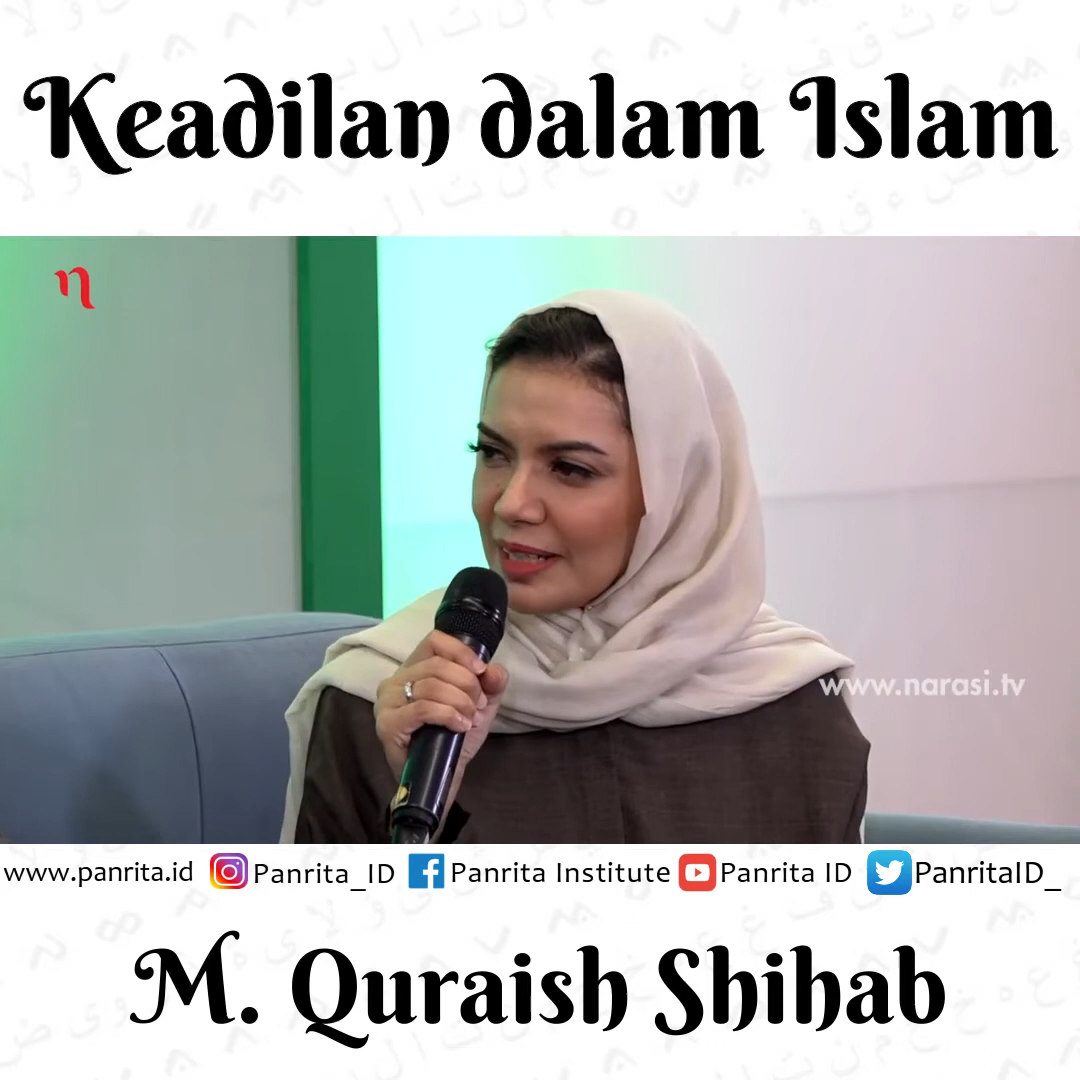 Keadilan dalam Islam
n
www.narasi.tv
www.panrita.id Panrita_ID Panrita Institute Panrita ID PanritaID_
M. Quraish Shihab